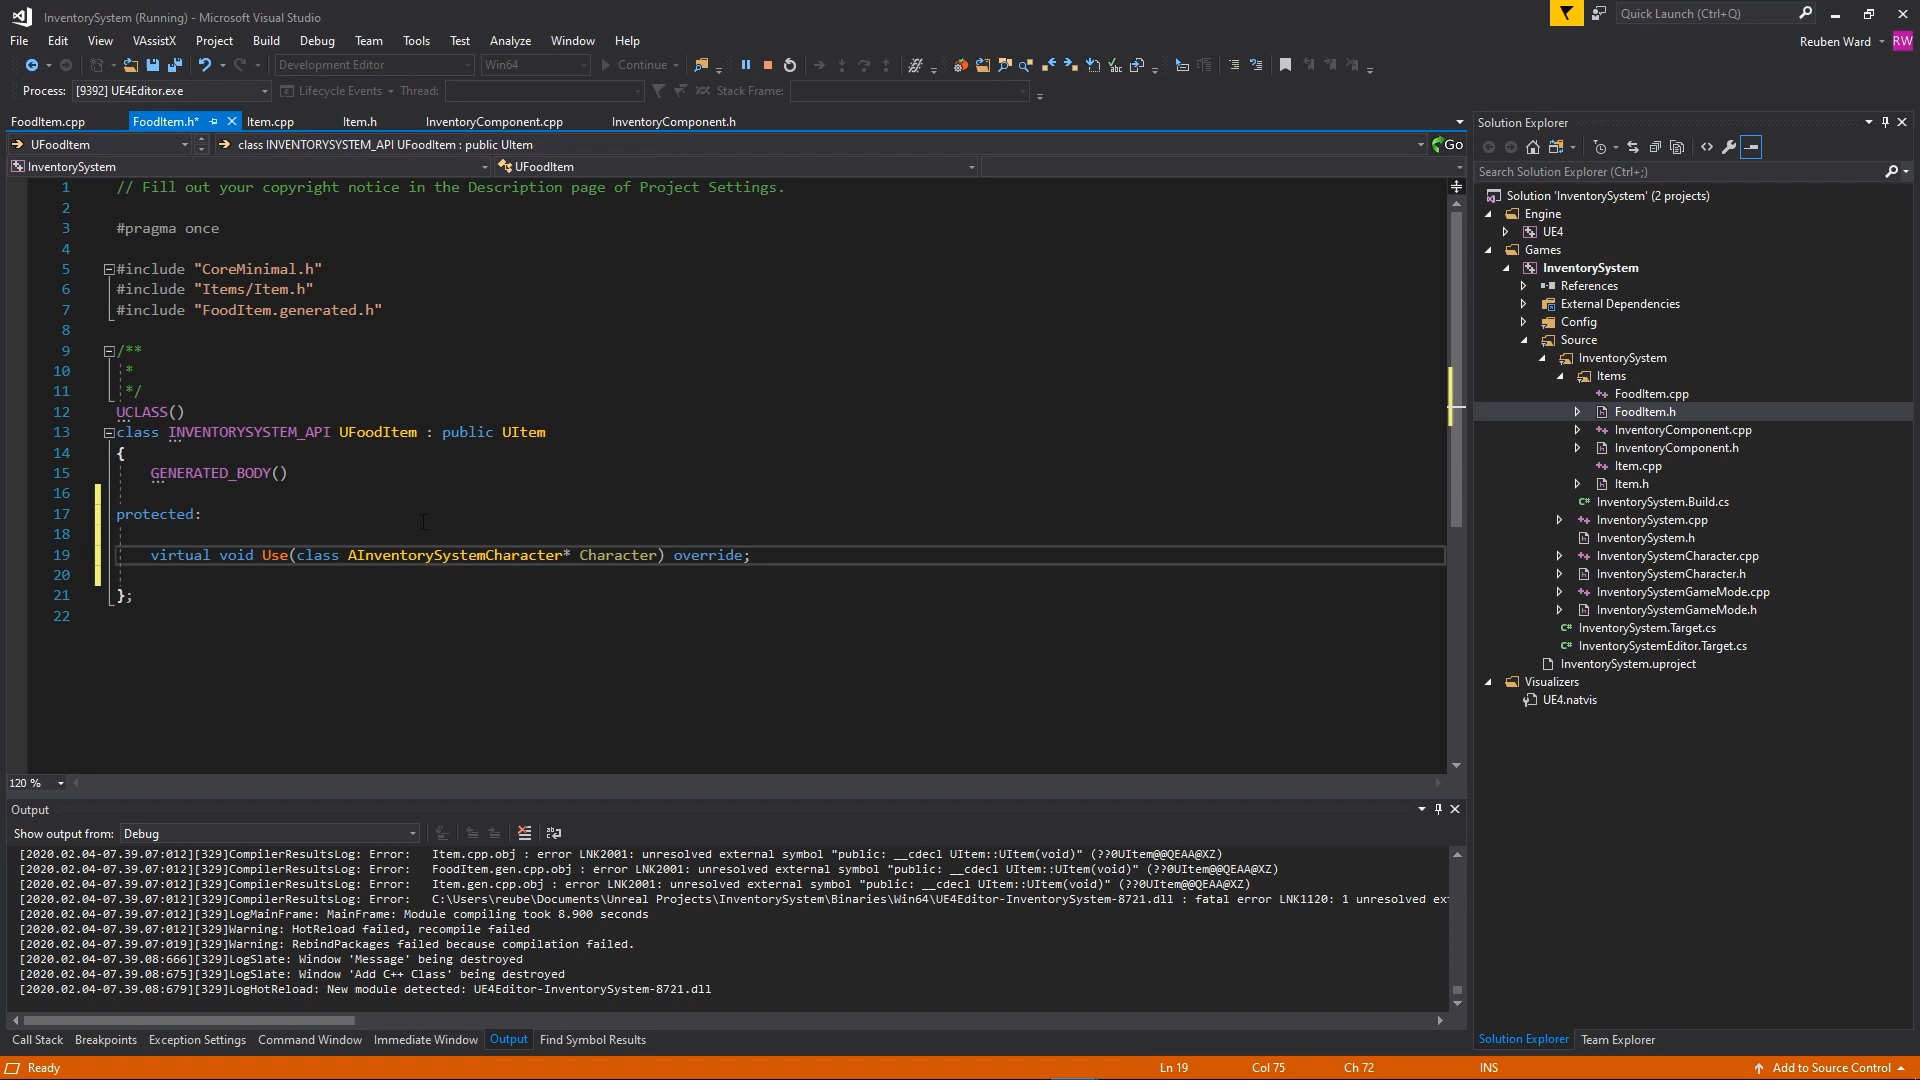 InventorySystem (Running) - Microsoft Visual Studio
Quick Launch (Ctrl+Q)
File Edit View VAssistX Project Build Debug Team Tools Test Analyze Window Help
Reuben Ward RW
Development Editor Win64 Continue
Process: [9392] UE4Editor.exe Lifecycle Events Thread: Stack Frame:
FoodItem.cpp FoodItem.h* Item.cpp Item.h InventoryComponent.cpp InventoryComponent.h
UFoodItem class INVENTORYSYSTEM_API UFoodItem : public UItem Go
InventorySystem UFoodItem
1 // Fill out your copyright notice in the Description page of Project Settings.
2
3 #pragma once
4
5 #include "CoreMinimal.h"
6 #include "Items/Item.h"
7 #include "FoodItem.generated.h"
8
9 /**
10 *
11 */
12 UCLASS()
13 class INVENTORYSYSTEM_API UFoodItem : public UItem
14 {
15 GENERATED_BODY()
16
17 protected:
18
19 virtual void Use(class AInventorySystemCharacter* Character) override;
20
21 };
22
120 %
Output
Show output from: Debug
[2020.02.04-07.39.07:012][329]CompilerResultsLog: Error: Item.cpp.obj : error LNK2001: unresolved external symbol "public: __cdecl UItem::UItem(void)" (??0UItem@@QEAA@XZ)
[2020.02.04-07.39.07:012][329]CompilerResultsLog: Error: FoodItem.gen.cpp.obj : error LNK2001: unresolved external symbol "public: __cdecl UItem::UItem(void)" (??0UItem@@QEAA@XZ)
[2020.02.04-07.39.07:012][329]CompilerResultsLog: Error: Item.gen.cpp.obj : error LNK2001: unresolved external symbol "public: __cdecl UItem::UItem(void)" (??0UItem@@QEAA@XZ)
[2020.02.04-07.39.07:012][329]CompilerResultsLog: Error: C:\Users\reube\Documents\Unreal Projects\InventorySystem\Binaries\Win64\UE4Editor-InventorySystem-8721.dll : fatal error LNK1120: 1 unresolved ex
[2020.02.04-07.39.07:012][329]LogMainFrame: MainFrame: Module compiling took 8.900 seconds
[2020.02.04-07.39.07:012][329]Warning: HotReload failed, recompile failed
[2020.02.04-07.39.07:019][329]Warning: RebindPackages failed because compilation failed.
[2020.02.04-07.39.08:666][329]LogSlate: Window 'Message' being destroyed
[2020.02.04-07.39.08:675][329]LogSlate: Window 'Add C++ Class' being destroyed
[2020.02.04-07.39.08:679][329]LogHotReload: New module detected: UE4Editor-InventorySystem-8721.dll
Call Stack Breakpoints Exception Settings Command Window Immediate Window Output Find Symbol Results
Solution Explorer
Search Solution Explorer (Ctrl+;)
Solution 'InventorySystem' (2 projects)
Engine
UE4
Games
InventorySystem
References
External Dependencies
Config
Source
InventorySystem
Items
FoodItem.cpp
FoodItem.h
InventoryComponent.cpp
InventoryComponent.h
Item.cpp
Item.h
InventorySystem.Build.cs
InventorySystem.cpp
InventorySystem.h
InventorySystemCharacter.cpp
InventorySystemCharacter.h
InventorySystemGameMode.cpp
InventorySystemGameMode.h
InventorySystem.Target.cs
InventorySystemEditor.Target.cs
InventorySystem.uproject
Visualizers
UE4.natvis
Solution Explorer Team Explorer
Ready Ln 19 Col 75 Ch 72 INS Add to Source Control